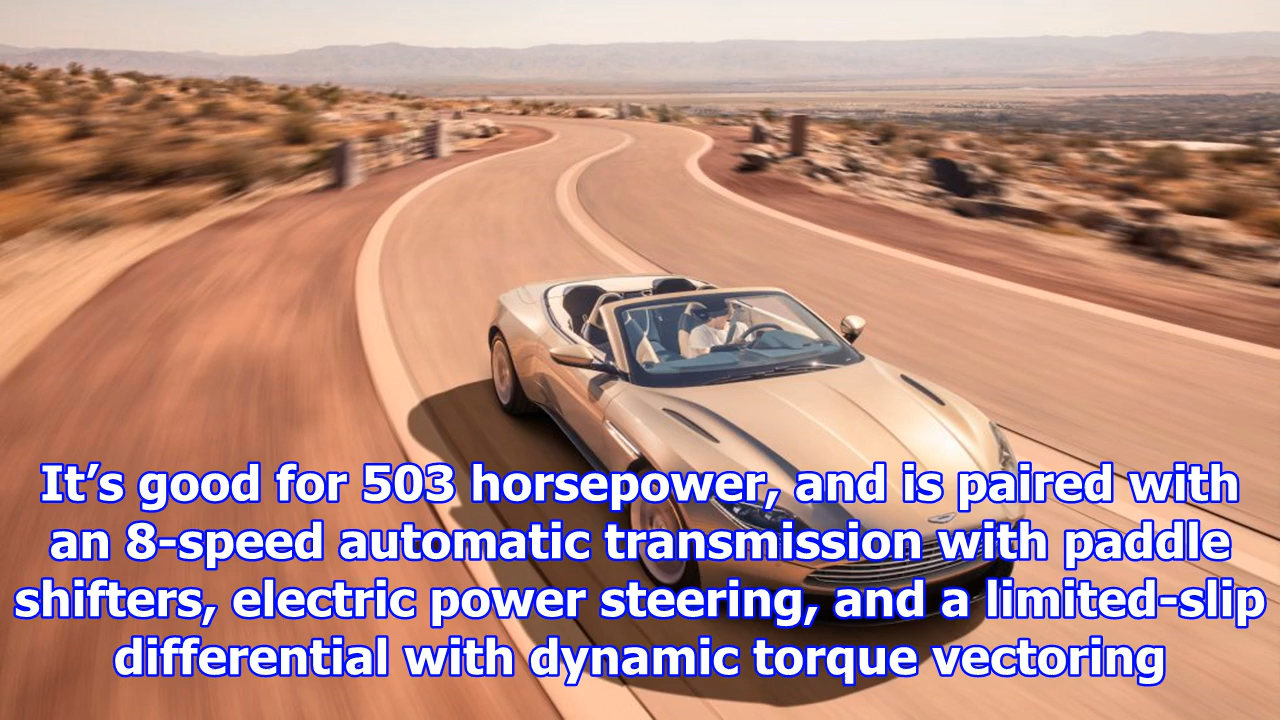 It’s good for 503 horsepower, and is paired with
an 8-speed automatic transmission with paddle
shifters, electric power steering, and a limited-slip
differential with dynamic torque vectoring